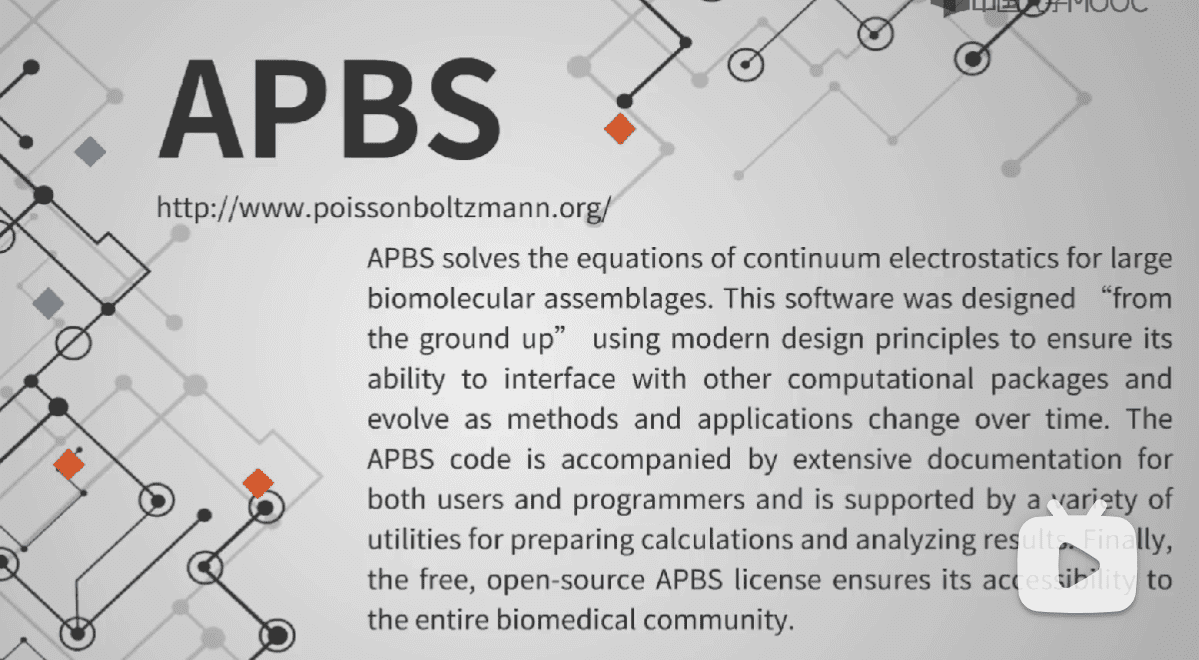 APBS
http://www.poissonboltzmann.org/
APBS solves the equations of continuum electrostatics for large
biomolecular assemblages. This software was designed “from
the ground up” using modern design principles to ensure its
ability to interface with other computational packages and
evolve as methods and applications change over time. The
APBS code is accompanied by extensive documentation for
both users and programmers and is supported by a variety of
utilities for preparing calculations and analyzing results. Finally,
the free, open-source APBS license ensures its accessibility to
the entire biomedical community.